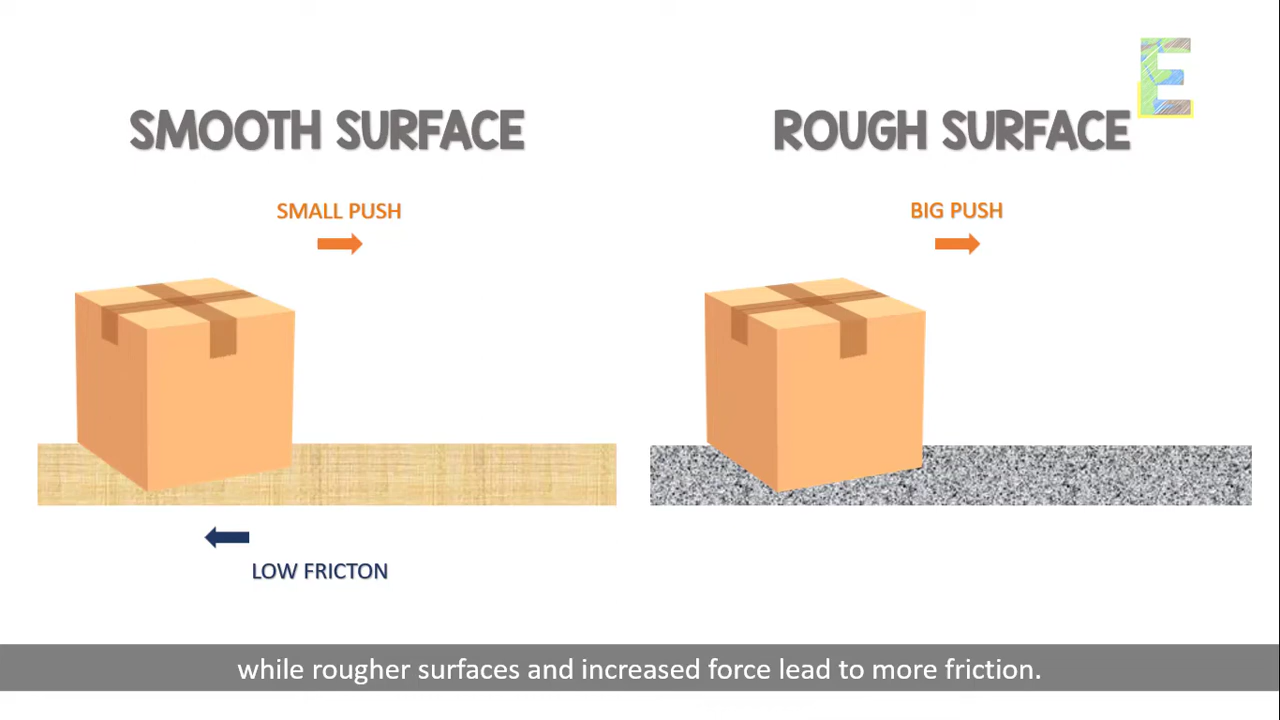 E
SMOOTH SURFACE
ROUGH SURFACE
SMALL PUSH
BIG PUSH
LOW FRICTON
while rougher surfaces and increased force lead to more friction.